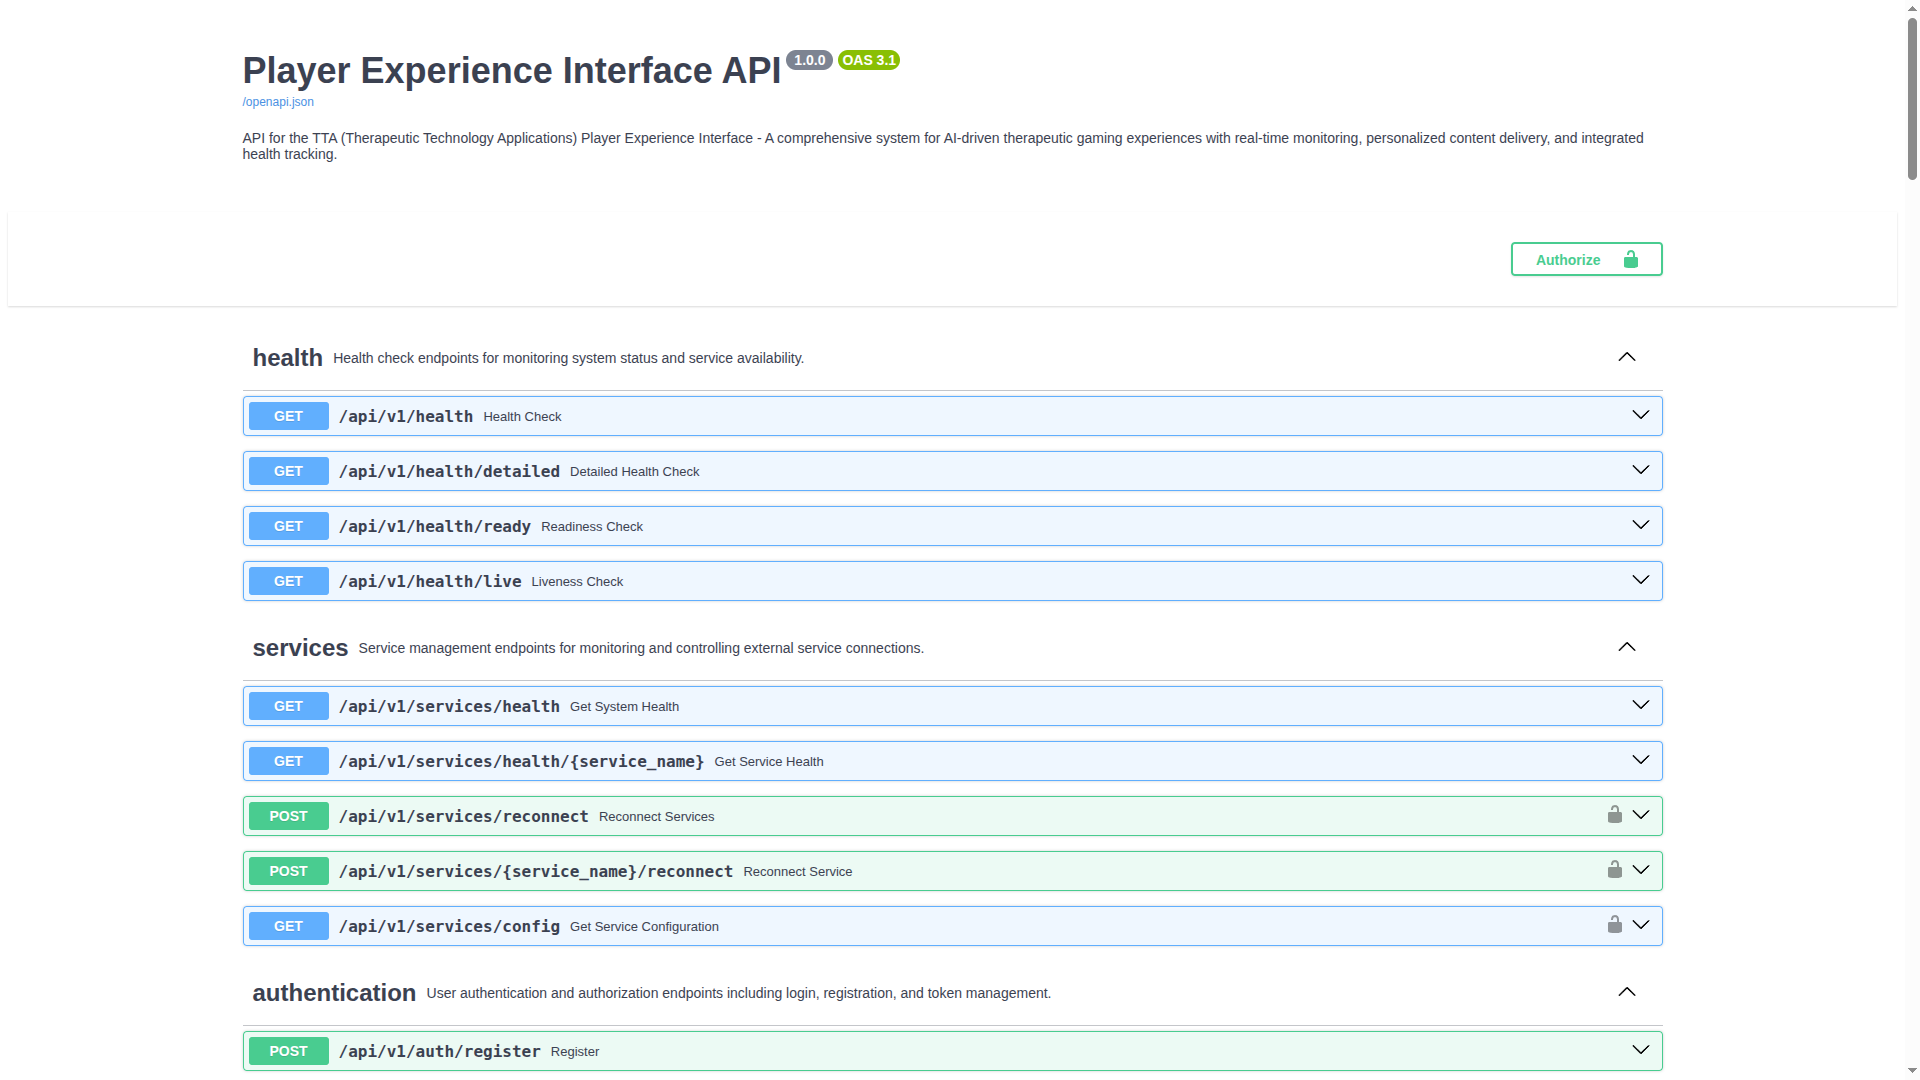 Player Experience Interface API 1.0.0 OAS 3.1
/openapi.json
API for the TTA (Therapeutic Technology Applications) Player Experience Interface - A comprehensive system for AI-driven therapeutic gaming experiences with real-time monitoring, personalized content delivery, and integrated
health tracking.
Authorize
health Health check endpoints for monitoring system status and service availability.
GET /api/v1/health Health Check
GET /api/v1/health/detailed Detailed Health Check
GET /api/v1/health/ready Readiness Check
GET /api/v1/health/live Liveness Check
services Service management endpoints for monitoring and controlling external service connections.
GET /api/v1/services/health Get System Health
GET /api/v1/services/health/{service_name} Get Service Health
POST /api/v1/services/reconnect Reconnect Services
POST /api/v1/services/{service_name}/reconnect Reconnect Service
GET /api/v1/services/config Get Service Configuration
authentication User authentication and authorization endpoints including login, registration, and token management.
POST /api/v1/auth/register Register